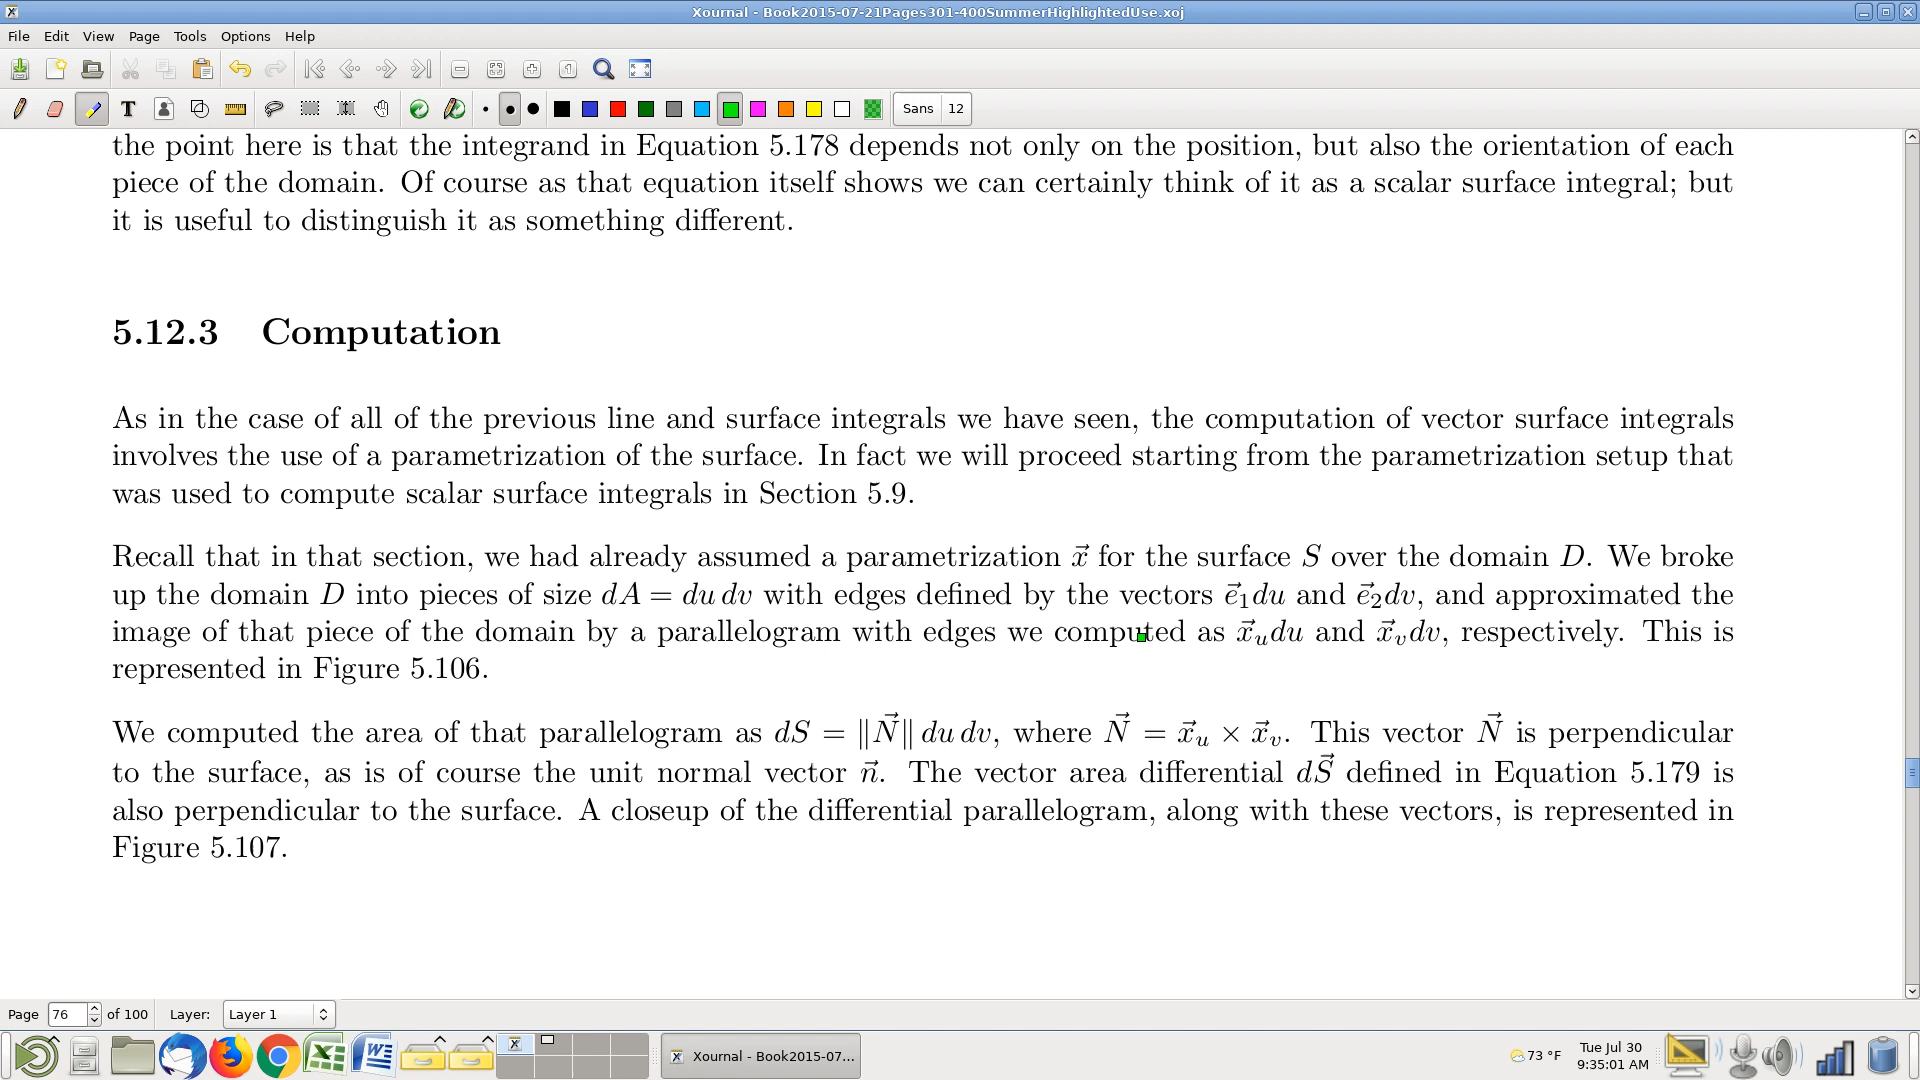 Xournal - Book2015-07-21Pages301-400SummerHighlightedUse.xoj
File Edit View Page Tools Options Help
Sans 12
the point here is that the integrand in Equation 5.178 depends not only on the position, but also the orientation of each
piece of the domain. Of course as that equation itself shows we can certainly think of it as a scalar surface integral; but
it is useful to distinguish it as something different.
5.12.3 Computation
As in the case of all of the previous line and surface integrals we have seen, the computation of vector surface integrals
involves the use of a parametrization of the surface. In fact we will proceed starting from the parametrization setup that
was used to compute scalar surface integrals in Section 5.9.
Recall that in that section, we had already assumed a parametrization x⃗ for the surface S over the domain D. We broke
up the domain D into pieces of size dA = du dv with edges defined by the vectors e⃗₁du and e⃗₂dv, and approximated the
image of that piece of the domain by a parallelogram with edges we computed as x⃗ᵤdu and x⃗ᵥdv, respectively. This is
represented in Figure 5.106.
We computed the area of that parallelogram as dS = ‖N⃗‖ du dv, where N⃗ = x⃗ᵤ × x⃗ᵥ. This vector N⃗ is perpendicular
to the surface, as is of course the unit normal vector n⃗. The vector area differential dS⃗ defined in Equation 5.179 is
also perpendicular to the surface. A closeup of the differential parallelogram, along with these vectors, is represented in
Figure 5.107.
Page 76 of 100 Layer: Layer 1
Xournal - Book2015-07...
73 °F
Tue Jul 30
9:35:01 AM